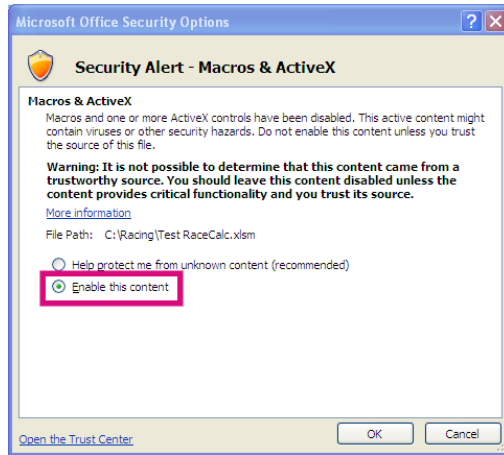 Microsoft Office Security Options
Security Alert - Macros & ActiveX
Macros & ActiveX
Macros and one or more ActiveX controls have been disabled. This active content might
contain viruses or other security hazards. Do not enable this content unless you trust
the source of this file.
Warning: It is not possible to determine that this content came from a
trustworthy source. You should leave this content disabled unless the
content provides critical functionality and you trust its source.
More information
File Path: C:\Racing\Test RaceCalc.xlsm
Help protect me from unknown content (recommended)
Enable this content
Open the Trust Center
OK
Cancel